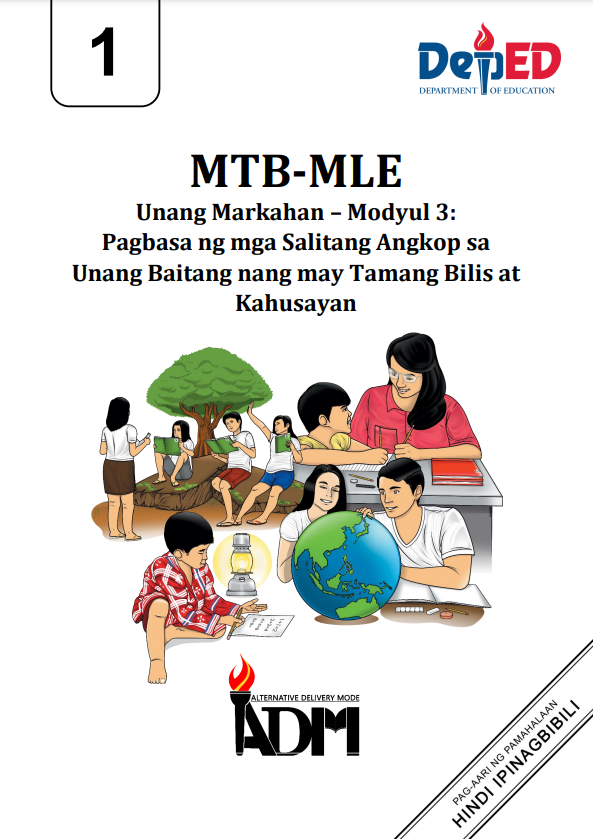 1
DepED
DEPARTMENT OF EDUCATION
MTB-MLE
Unang Markahan – Modyul 3:
Pagbasa ng mga Salitang Angkop sa
Unang Baitang nang may Tamang Bilis at
Kahusayan
ALTERNATIVE DELIVERY MODE
ADM
PAG-AARI NG PAMAHALAAN
HINDI IPINAGBIBILI